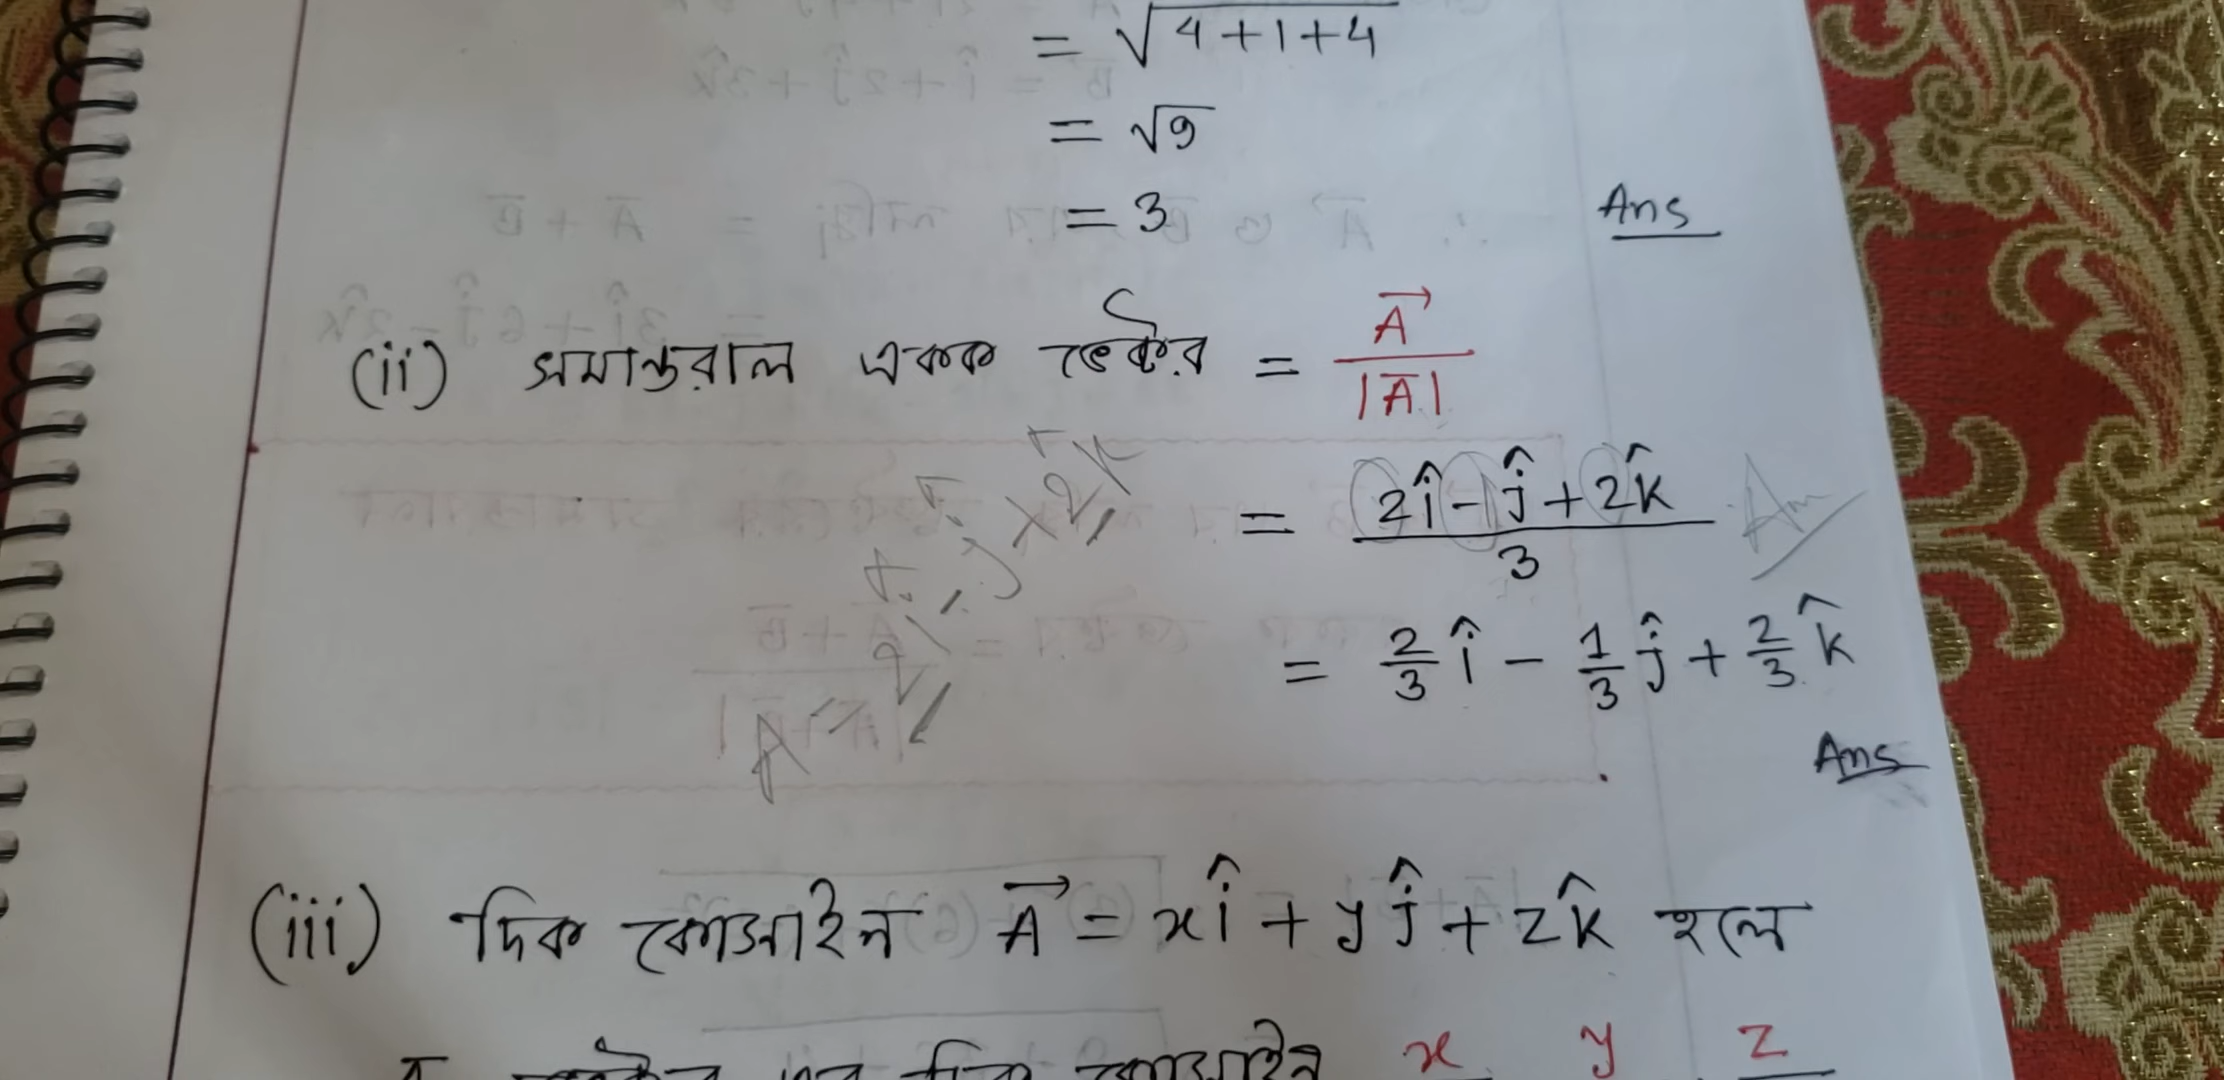 = √4+1+4
= √9
= 3 Ans
(ii) সমান্তরাল একক ভেক্টর = A⃗ / |A̅|
= 2î - ĵ + 2k̂ / 3
= 2/3 î - 1/3 ĵ + 2/3 k̂
Ans
(iii) দিক কোসাইন A⃗ = xî + yĵ + zk̂ হলে
দিক কোসাইন x y z